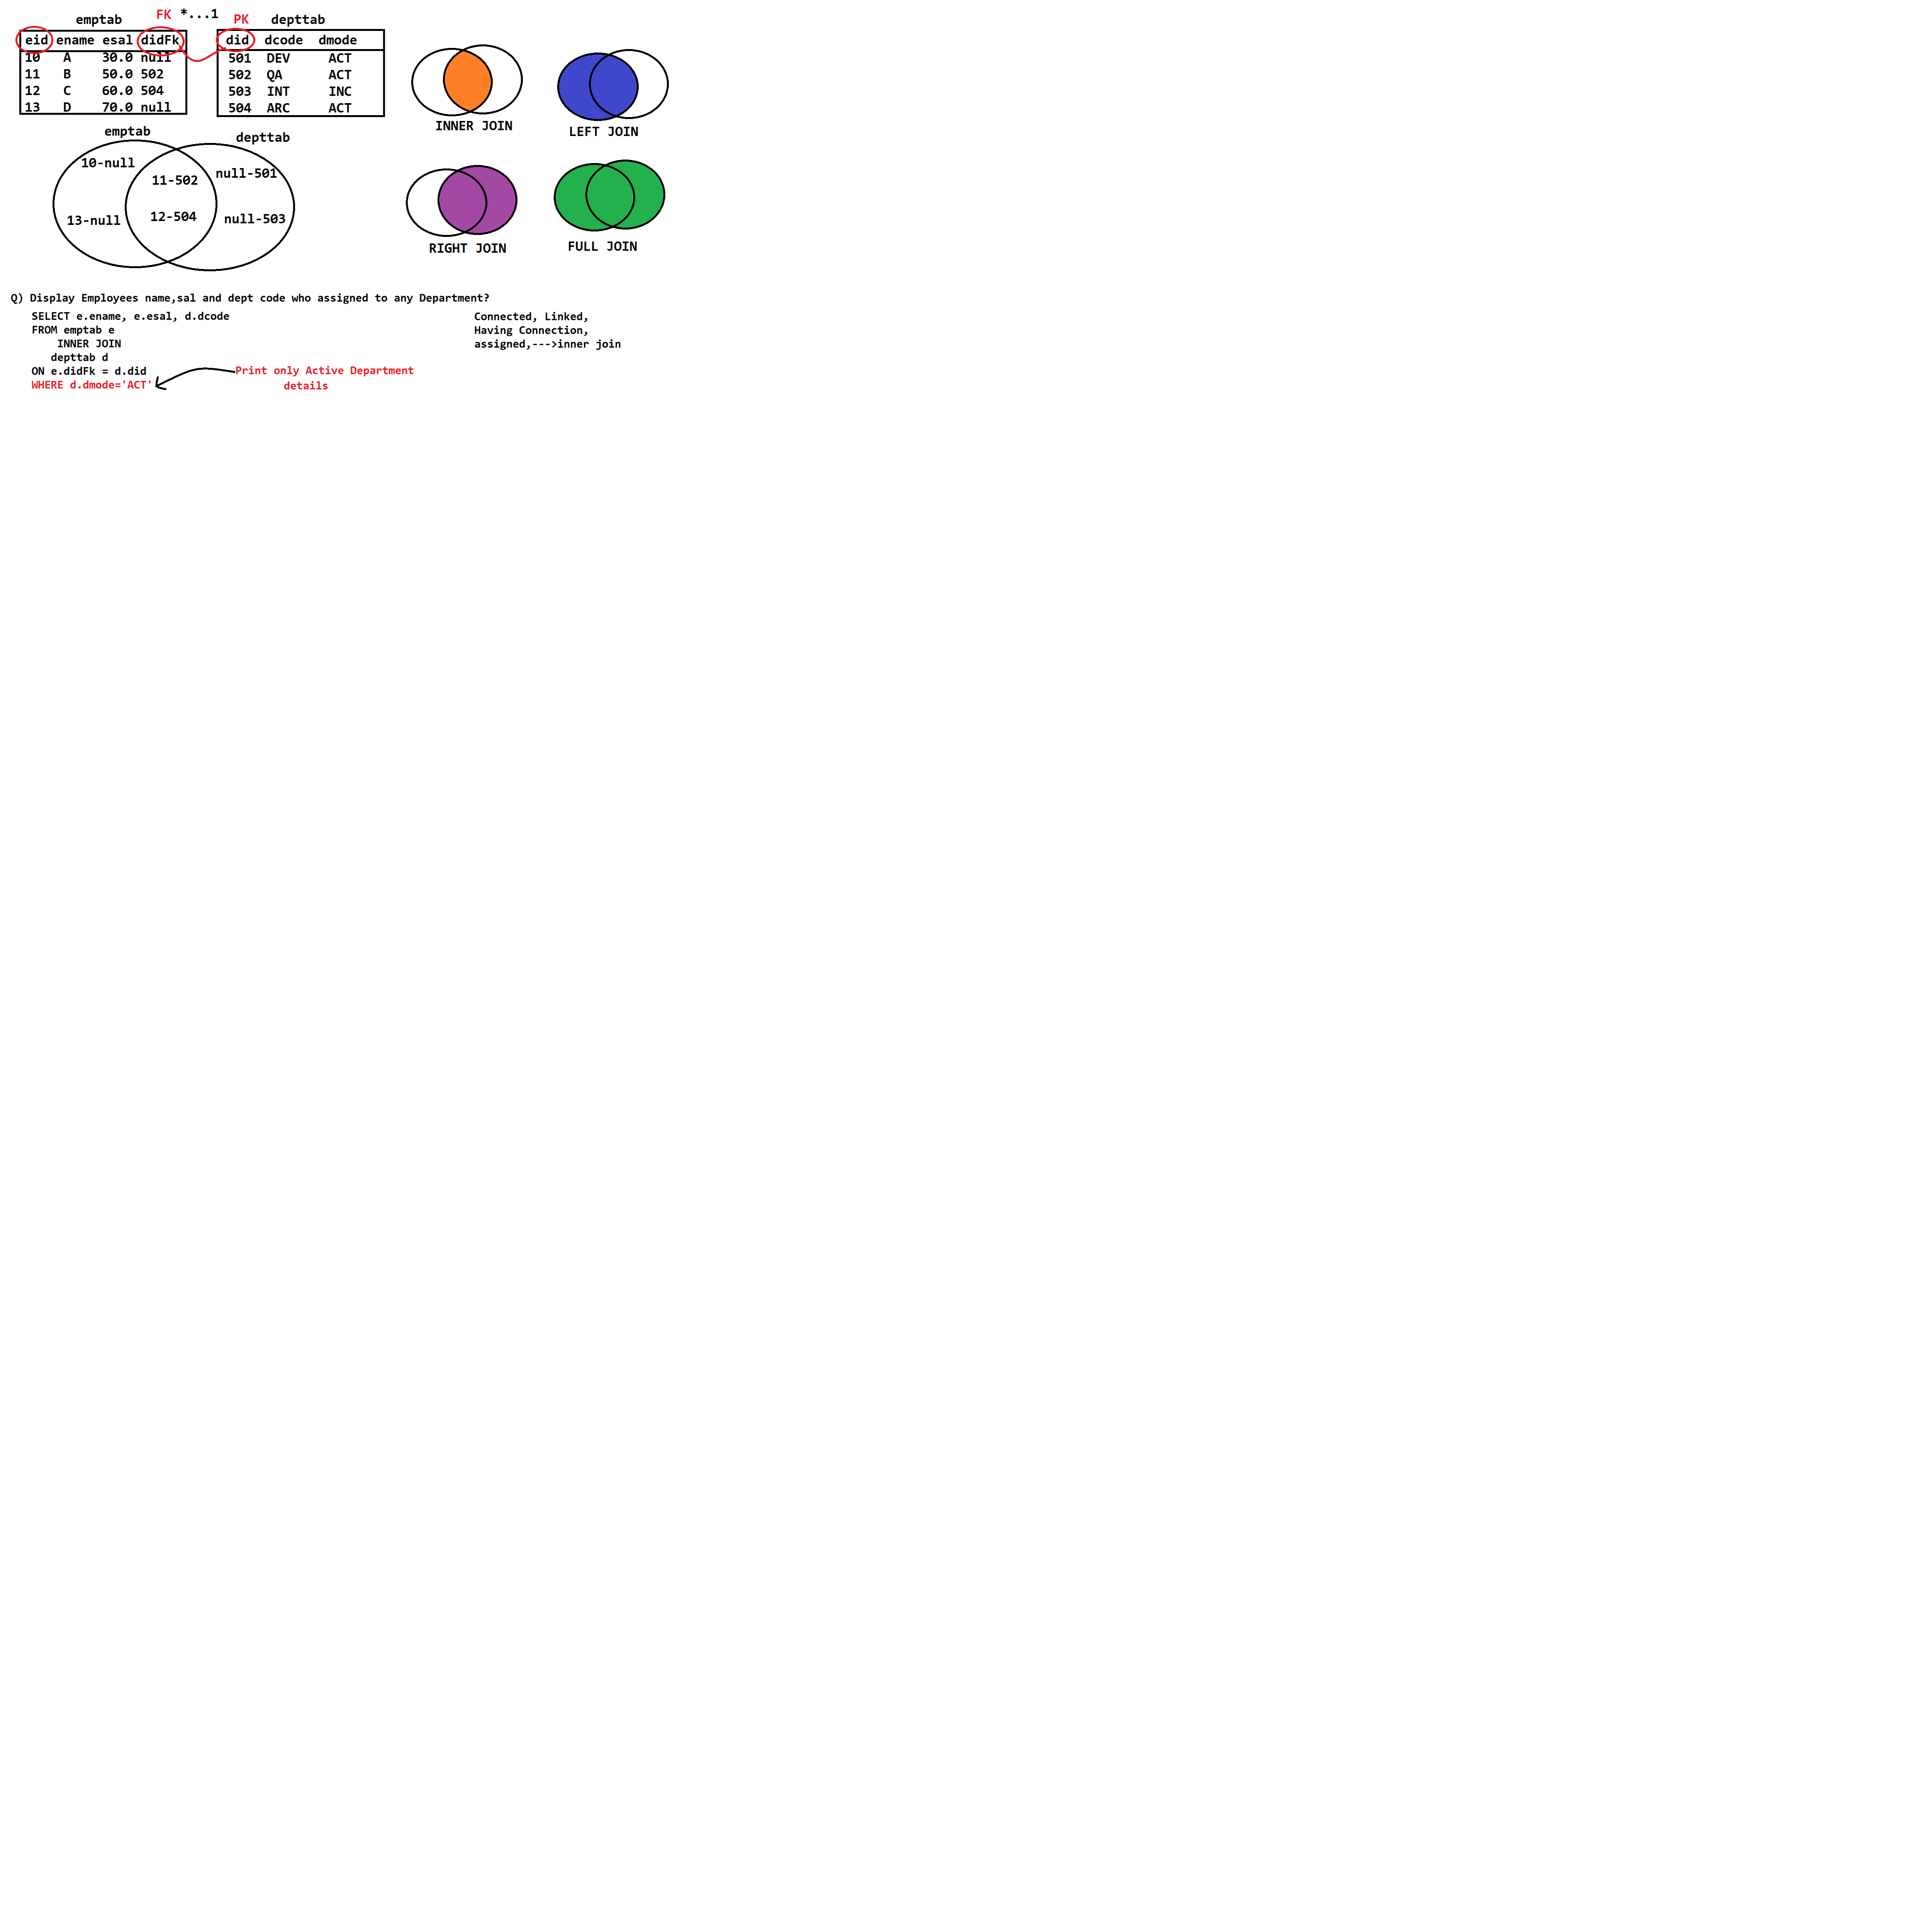 emptab FK *...1 PK depttab
eid ename esal didFk
10 A 30.0 null
11 B 50.0 502
12 C 60.0 504
13 D 70.0 null
did dcode dmode
501 DEV ACT
502 QA ACT
503 INT INC
504 ARC ACT
INNER JOIN
LEFT JOIN
emptab
depttab
10-null
11-502
null-501
12-504
13-null
null-503
RIGHT JOIN
FULL JOIN
Q) Display Employees name,sal and dept code who assigned to any Department?
SELECT e.ename, e.esal, d.dcode
FROM emptab e
INNER JOIN
depttab d
ON e.didFk = d.did
WHERE d.dmode='ACT'
Print only Active Department
details
Connected, Linked,
Having Connection,
assigned,--->inner join